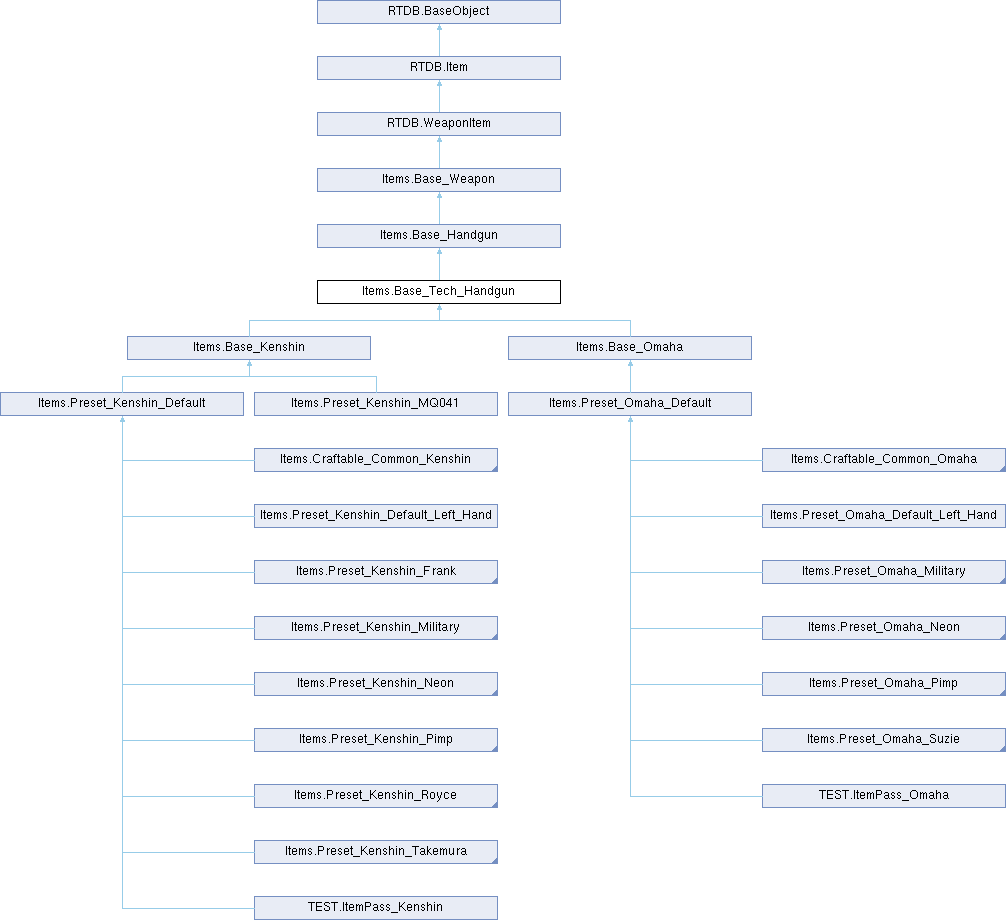 RTDB.BaseObject
RTDB.Item
RTDB.WeaponItem
Items.Base_Weapon
Items.Base_Handgun
Items.Base_Tech_Handgun
Items.Base_Kenshin
Items.Base_Omaha
Items.Preset_Kenshin_Default
Items.Preset_Kenshin_MQ041
Items.Preset_Omaha_Default
Items.Craftable_Common_Kenshin
Items.Craftable_Common_Omaha
Items.Preset_Kenshin_Default_Left_Hand
Items.Preset_Omaha_Default_Left_Hand
Items.Preset_Kenshin_Frank
Items.Preset_Omaha_Military
Items.Preset_Kenshin_Military
Items.Preset_Omaha_Neon
Items.Preset_Kenshin_Neon
Items.Preset_Omaha_Pimp
Items.Preset_Kenshin_Pimp
Items.Preset_Omaha_Suzie
Items.Preset_Kenshin_Royce
TEST.ItemPass_Omaha
Items.Preset_Kenshin_Takemura
TEST.ItemPass_Kenshin